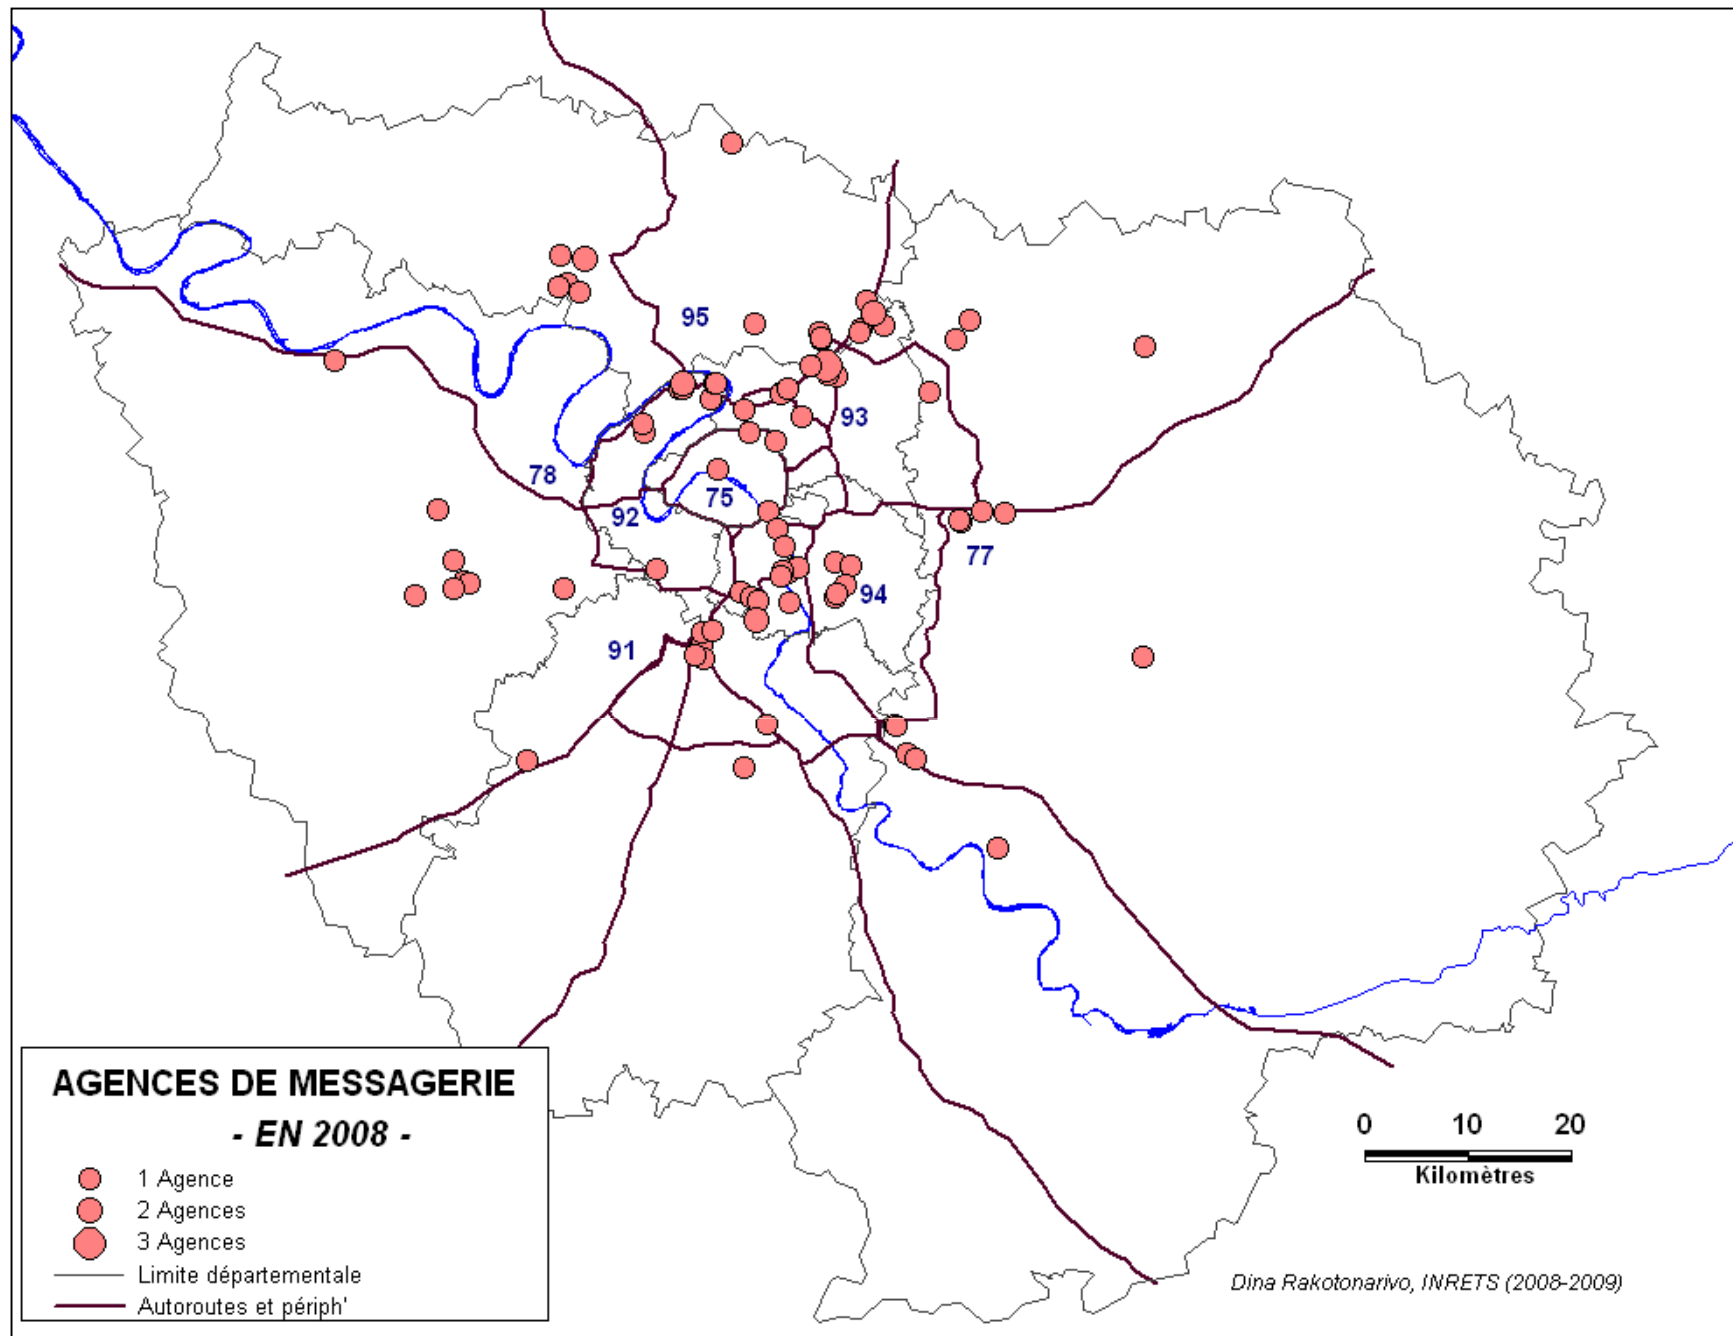 95
93
78
75
92
77
94
91
AGENCES DE MESSAGERIE
- EN 2008 -
1 Agence
2 Agences
3 Agences
Limite départementale
Autoroutes et périph'
0 10 20
Kilomètres
Dina Rakotonarivo, INRETS (2008-2009)